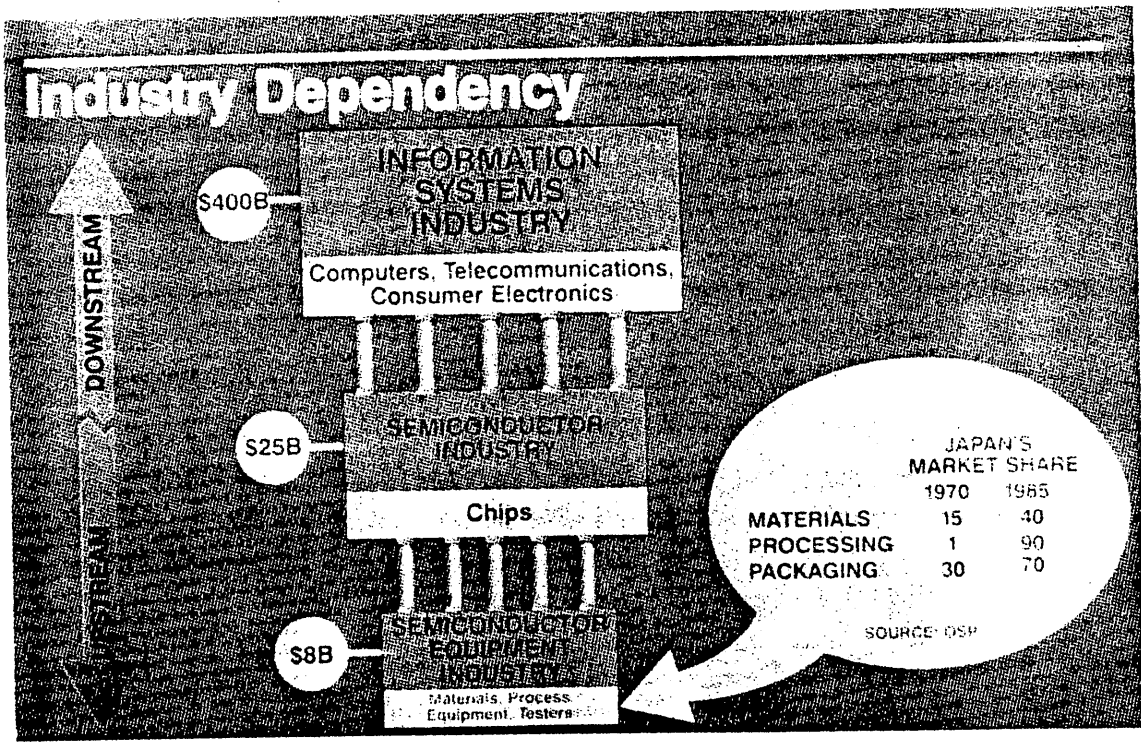 Industry Dependency
DOWNSTREAM
UPSTREAM
$400B
INFORMATION
SYSTEMS
INDUSTRY
Computers, Telecommunications,
Consumer Electronics
$25B
SEMICONDUCTOR
INDUSTRY
Chips
$8B
SEMICONDUCTOR
EQUIPMENT
INDUSTRY
Materials, Process
Equipment, Testers
JAPAN'S
MARKET SHARE
1970 1985
MATERIALS 15 40
PROCESSING 1 90
PACKAGING 30 70
SOURCE: